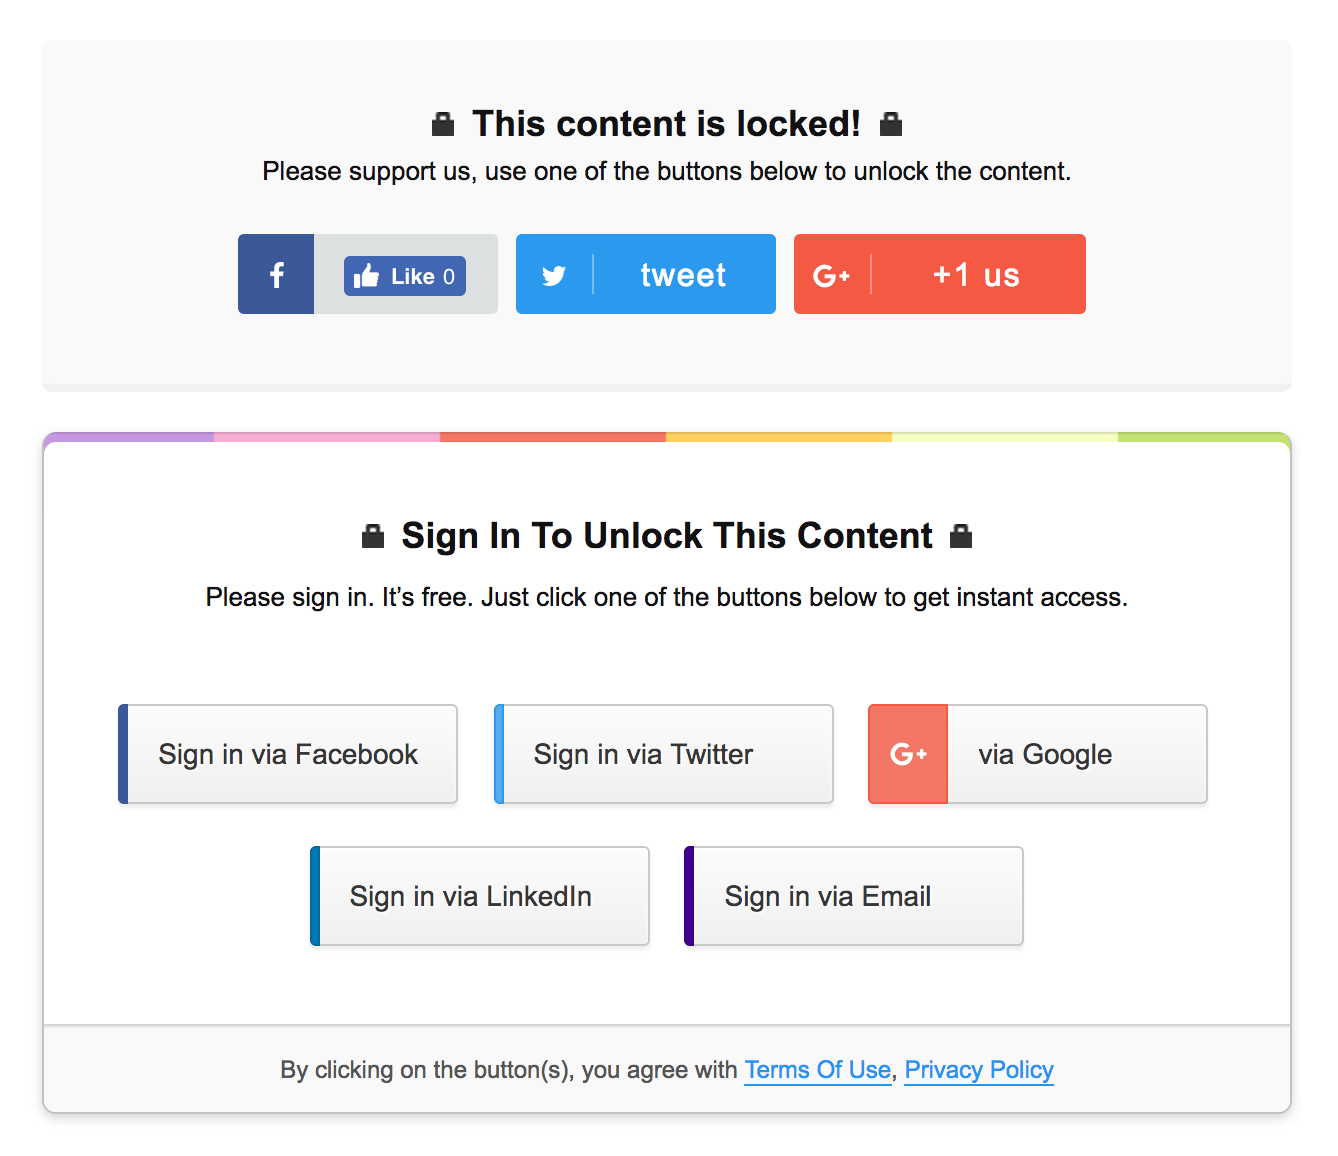 This content is locked!
Please support us, use one of the buttons below to unlock the content.
f Like 0 tweet G+ +1 us
Sign In To Unlock This Content
Please sign in. It’s free. Just click one of the buttons below to get instant access.
Sign in via Facebook Sign in via Twitter G+ via Google
Sign in via LinkedIn Sign in via Email
By clicking on the button(s), you agree with Terms Of Use, Privacy Policy